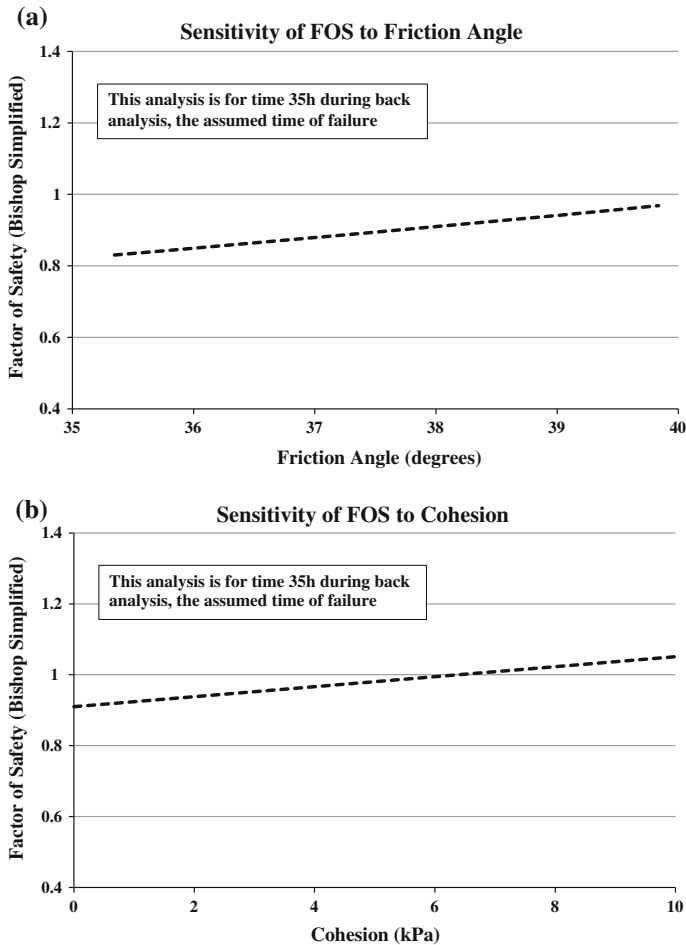 (a)
Sensitivity of FOS to Friction Angle
1.4
This analysis is for time 35h during back
analysis, the assumed time of failure
1.2
1
0.8
0.6
0.4
Factor of Safety (Bishop Simplified)
35 36 37 38 39 40
Friction Angle (degrees)
(b)
Sensitivity of FOS to Cohesion
1.4
This analysis is for time 35h during back
analysis, the assumed time of failure
1.2
1
0.8
0.6
0.4
Factor of Safety (Bishop Simplified)
0 2 4 6 8 10
Cohesion (kPa)